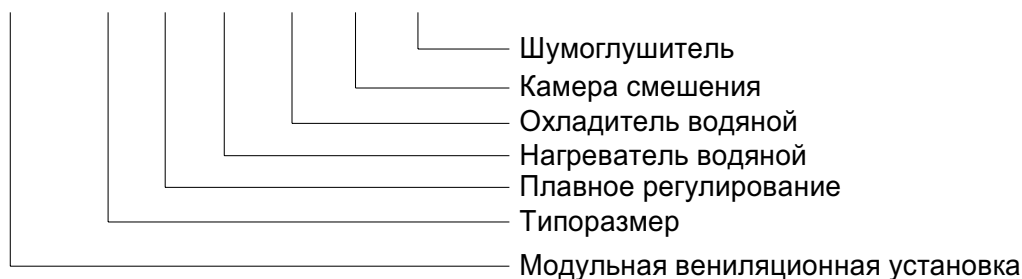 Шумоглушитель
Камера смешения
Охладитель водяной
Нагреватель водяной
Плавное регулирование
Типоразмер
Модульная вениляционная установка